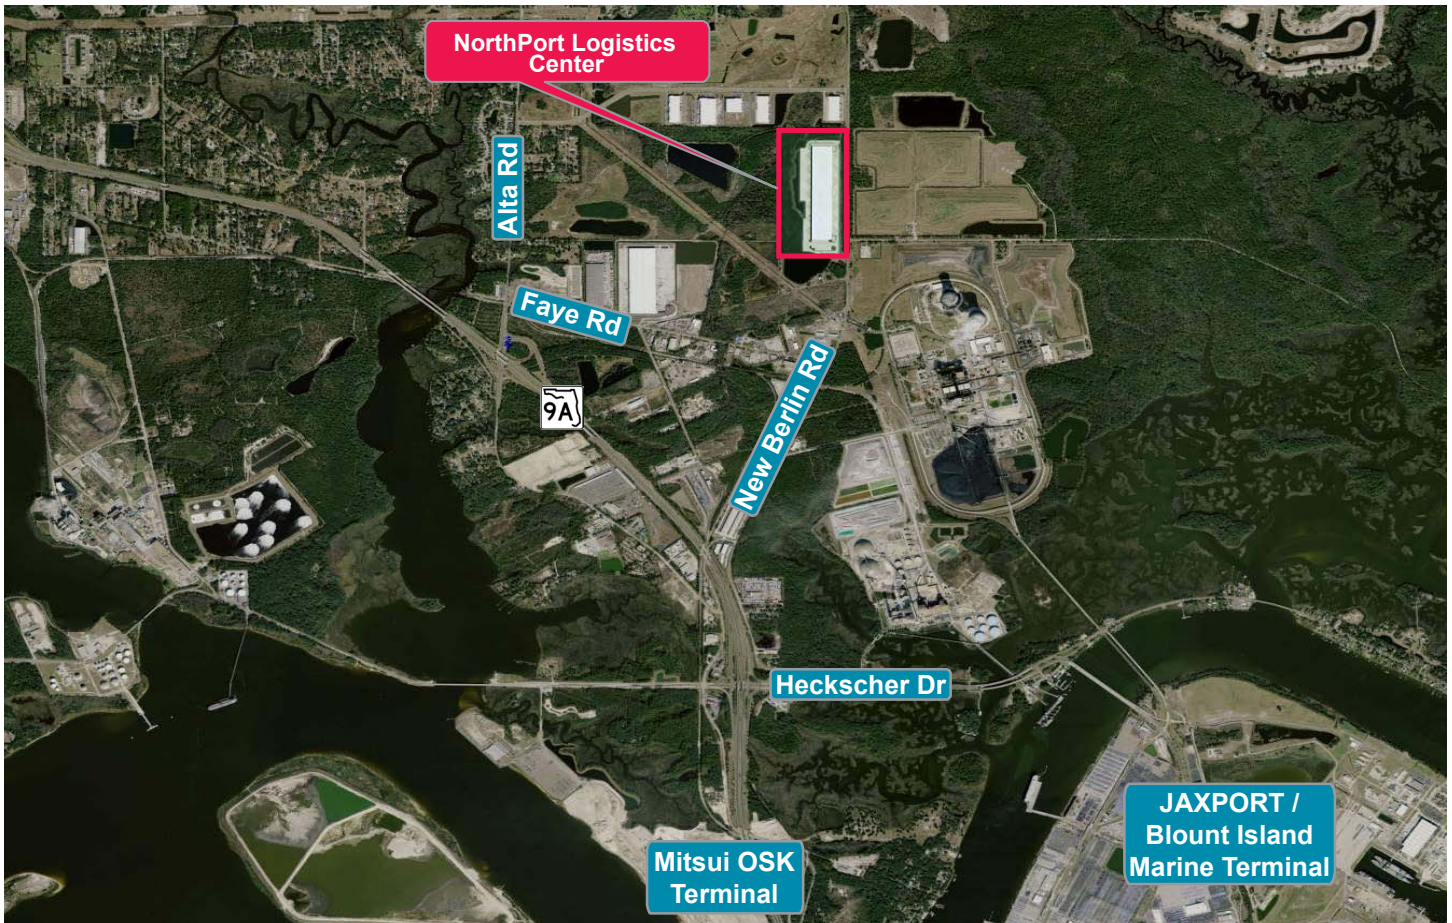 NorthPort Logistics
Center
Alta Rd
Faye Rd
9A
New Berlin Rd
Heckscher Dr
Mitsui OSK
Terminal
JAXPORT /
Blount Island
Marine Terminal